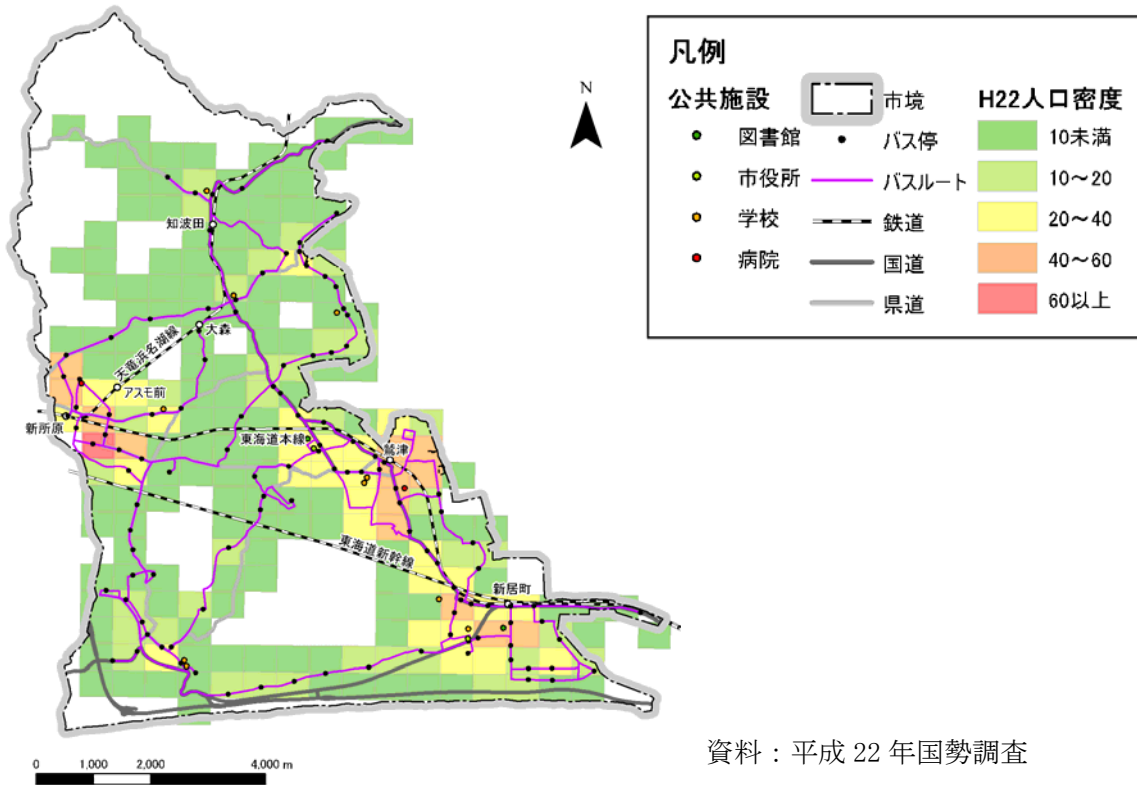 N
知波田
大森
天竜浜名湖線
アスモ前
新所原
東海道本線
鷲津
東海道新幹線
新居町
0 1,000 2,000 4,000 m
凡例
公共施設
図書館
市役所
学校
病院
市境
バス停
バスルート
鉄道
国道
県道
H22人口密度
10未満
10～20
20～40
40～60
60以上
資料：平成 22 年国勢調査